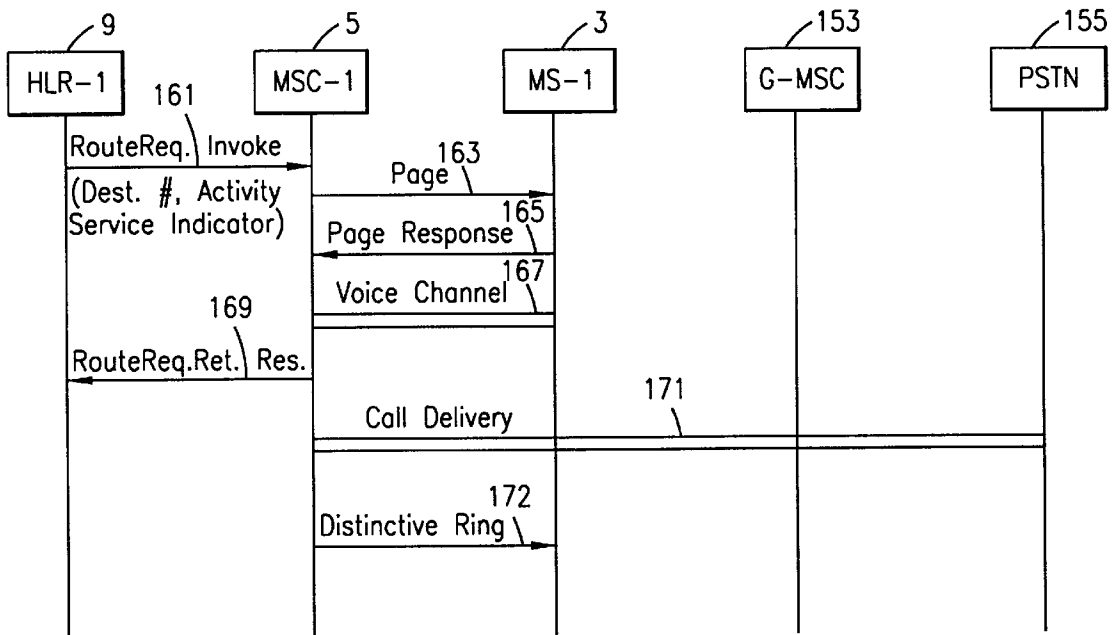 9
5
3
153
155
HLR-1
MSC-1
MS-1
G-MSC
PSTN
161
RouteReq. Invoke
(Dest. #, Activity
Service Indicator)
163
Page
165
Page Response
167
Voice Channel
169
RouteReq.Ret. Res.
171
Call Delivery
172
Distinctive Ring